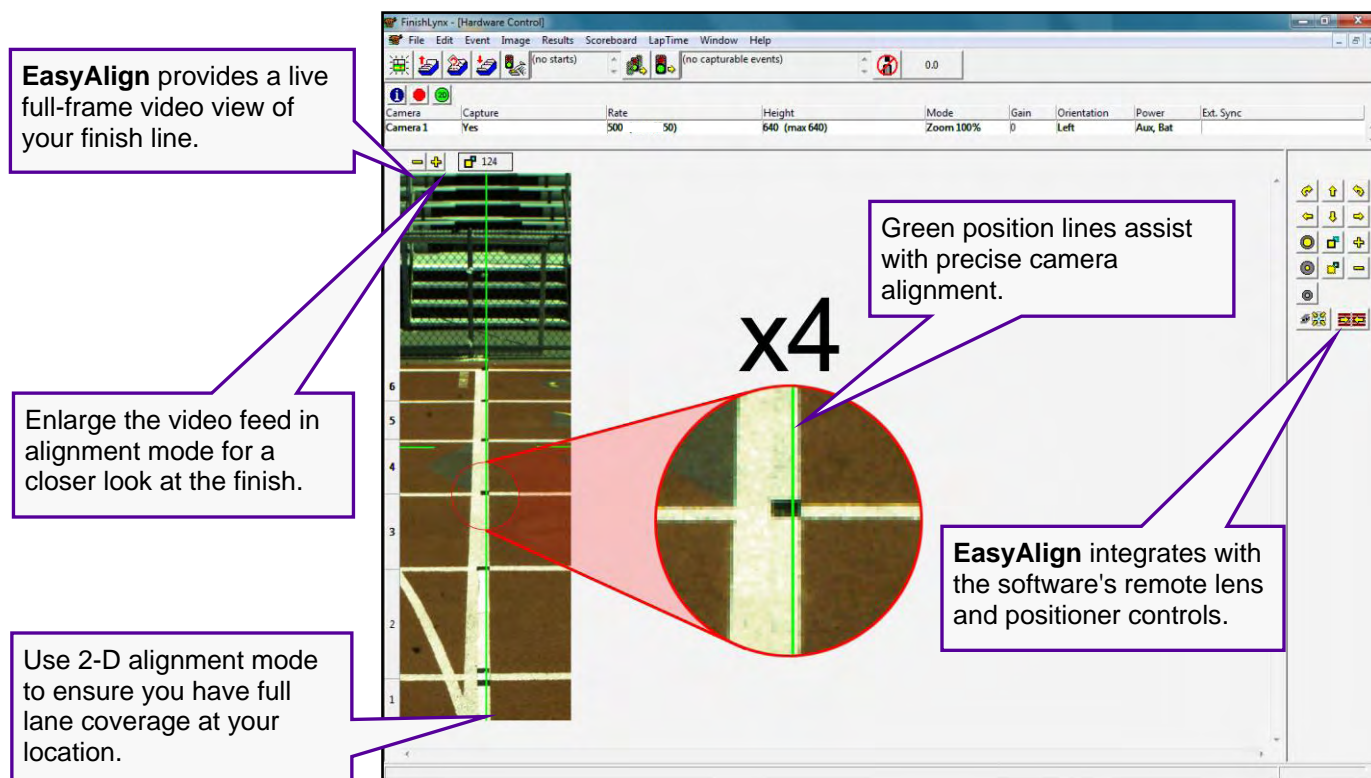 FinishLynx - [Hardware Control]
File Edit Event Image Results Scoreboard LapTime Window Help
(no starts) (no capturable events) 0.0
2D
Camera Capture Rate Height Mode Gain Orientation Power Ext. Sync
Camera 1 Yes 500 50) 640 (max 640) Zoom 100% 0 Left Aux, Bat
124
EasyAlign provides a live
full-frame video view of
your finish line.
Enlarge the video feed in
alignment mode for a
closer look at the finish.
Use 2-D alignment mode
to ensure you have full
lane coverage at your
location.
6
5
4
3
2
1
x4
Green position lines assist
with precise camera
alignment.
EasyAlign integrates with
the software's remote lens
and positioner controls.